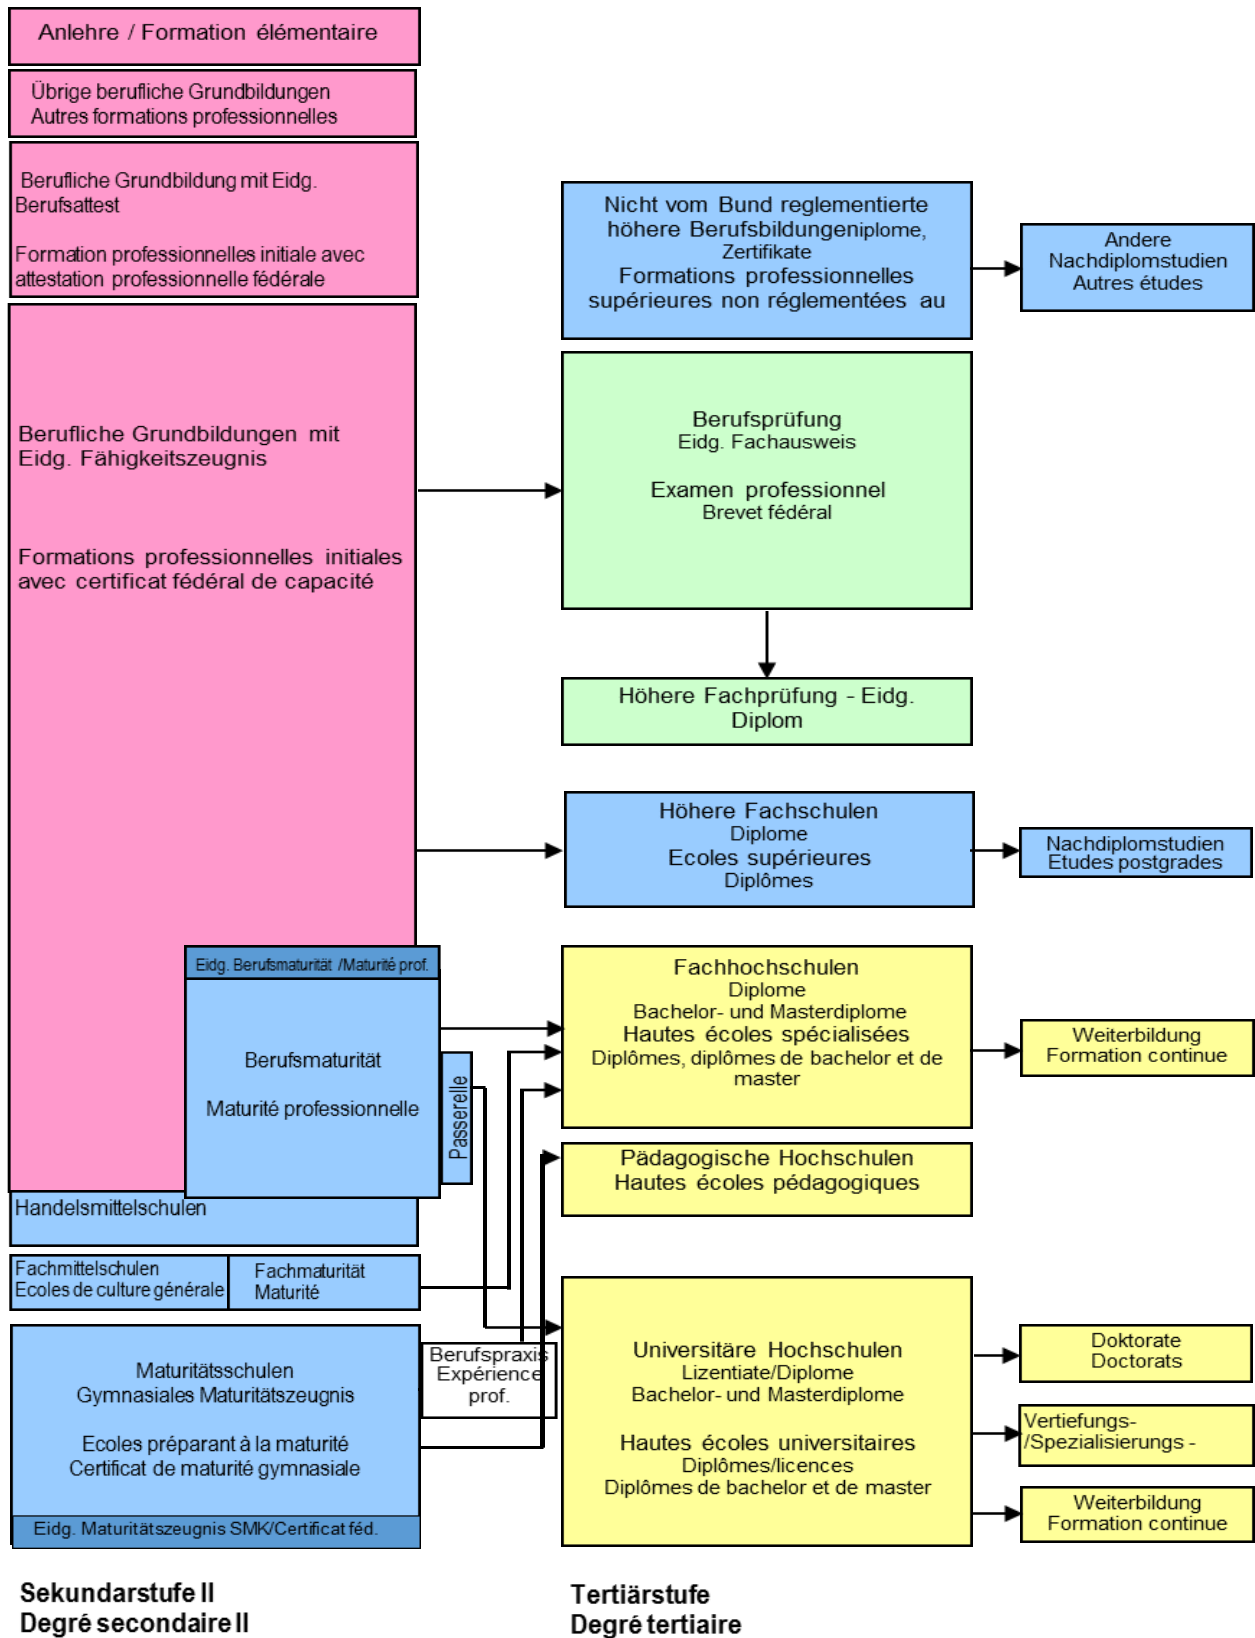 Anlehre / Formation élémentaire
Übrige berufliche Grundbildungen
Autres formations professionnelles
Berufliche Grundbildung mit Eidg.
Berufsattest
Formation professionnelles initiale avec
attestation professionnelle fédérale
Berufliche Grundbildungen mit
Eidg. Fähigkeitszeugnis
Formations professionnelles initiales
avec certificat fédéral de capacité
Eidg. Berufsmaturität /Maturité prof.
Berufsmaturität
Maturité professionnelle
Passerelle
Handelsmittelschulen
Fachmittelschulen
Ecoles de culture générale
Fachmaturität
Maturité
Maturitätsschulen
Gymnasiales Maturitätszeugnis
Ecoles préparant à la maturité
Certificat de maturité gymnasiale
Eidg. Maturitätszeugnis SMK/Certificat féd.
Berufspraxis
Expérience
prof.
Nicht vom Bund reglementierte
höhere Berufsbildungeniplome,
Zertifikate
Formations professionnelles
supérieures non réglementées au
Berufsprüfung
Eidg. Fachausweis
Examen professionnel
Brevet fédéral
Höhere Fachprüfung - Eidg.
Diplom
Höhere Fachschulen
Diplome
Ecoles supérieures
Diplômes
Fachhochschulen
Diplome
Bachelor- und Masterdiplome
Hautes écoles spécialisées
Diplômes, diplômes de bachelor et de
master
Pädagogische Hochschulen
Hautes écoles pédagogiques
Universitäre Hochschulen
Lizentiate/Diplome
Bachelor- und Masterdiplome
Hautes écoles universitaires
Diplômes/licences
Diplômes de bachelor et de master
Andere
Nachdiplomstudien
Autres études
Nachdiplomstudien
Etudes postgrades
Weiterbildung
Formation continue
Doktorate
Doctorats
Vertiefungs-
/Spezialisierungs -
Weiterbildung
Formation continue
Sekundarstufe II
Degré secondaire II
Tertiärstufe
Degré tertiaire